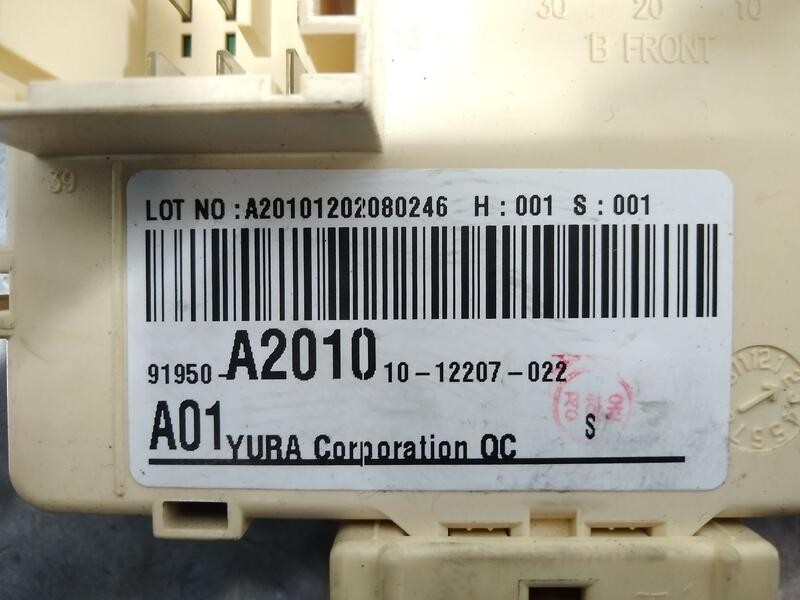 30 20 10
B FRONT
13
39
LOT NO : A20101202080246 H : 001 S : 001
91950-A2010 10-12207-022
A01 YURA Corporation QC S